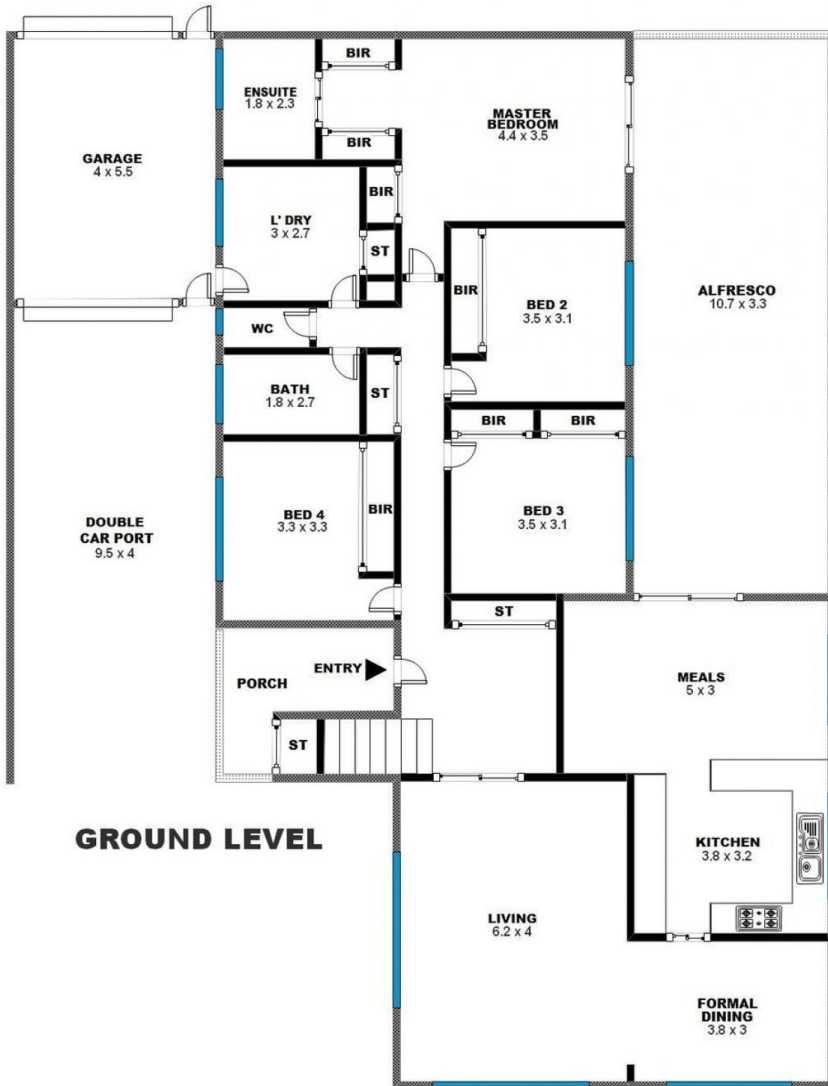 BIR
ENSUITE
1.8 x 2.3
MASTER
BEDROOM
4.4 x 3.5
BIR
GARAGE
4 x 5.5
BIR
L' DRY
3 x 2.7
ST
BIR
BED 2
3.5 x 3.1
ALFRESCO
10.7 x 3.3
WC
BATH
1.8 x 2.7
ST
BIR
BIR
BED 4
3.3 x 3.3
BIR
BED 3
3.5 x 3.1
DOUBLE
CAR PORT
9.5 x 4
ST
ENTRY
PORCH
MEALS
5 x 3
ST
GROUND LEVEL
KITCHEN
3.8 x 3.2
LIVING
6.2 x 4
FORMAL
DINING
3.8 x 3